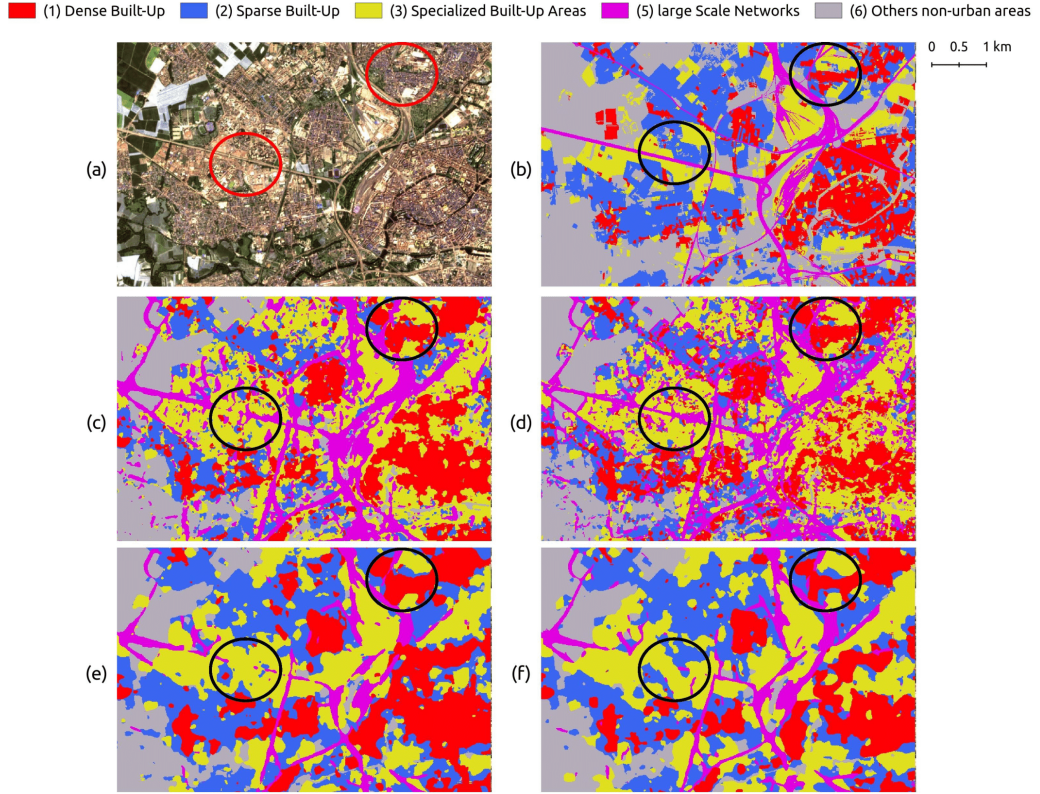 (1) Dense Built-Up (2) Sparse Built-Up (3) Specialized Built-Up Areas (5) large Scale Networks (6) Others non-urban areas
0 0.5 1 km
(a) (b)
(c) (d)
(e) (f)